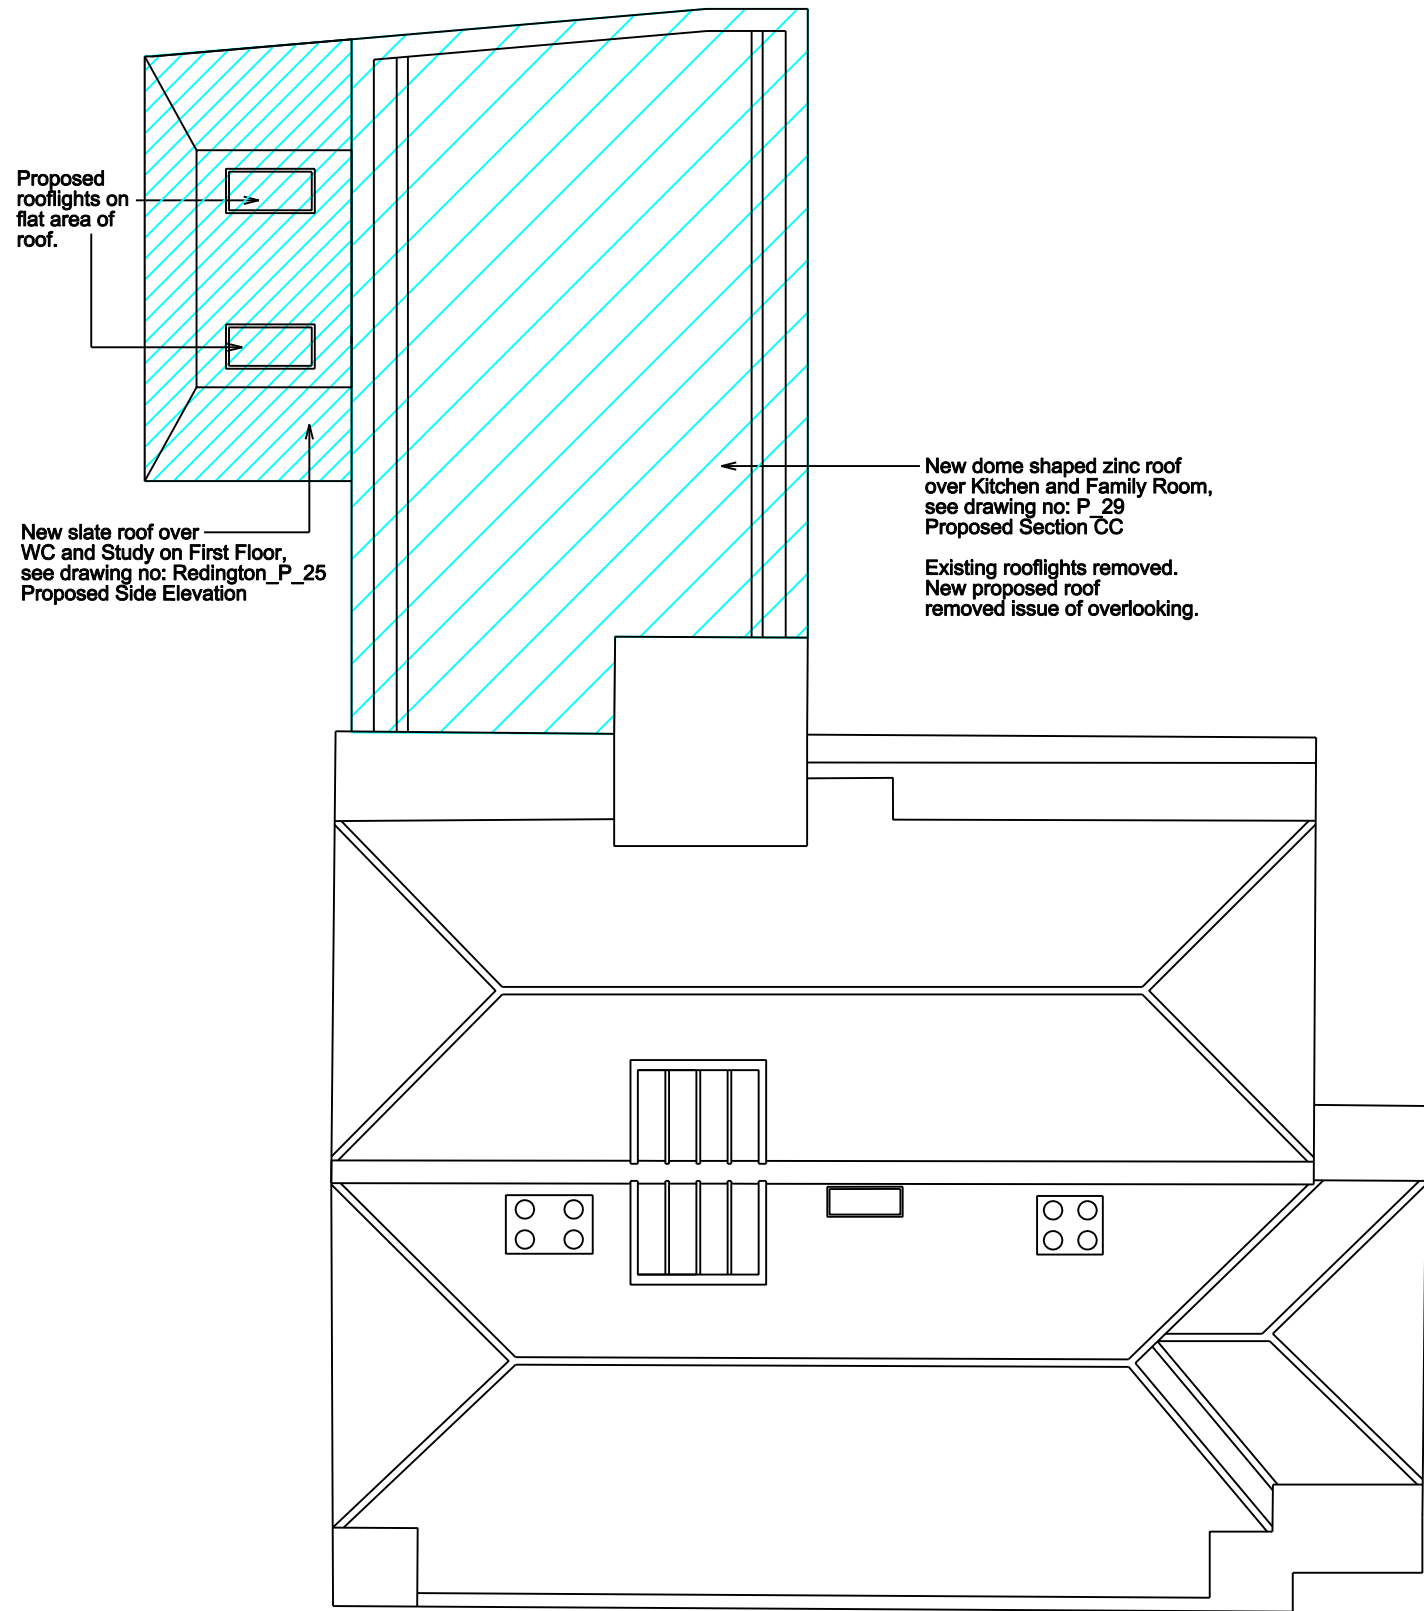 Proposed
rooflights on
flat area of
roof.
New slate roof over
WC and Study on First Floor,
see drawing no: Redington_P_25
Proposed Side Elevation
New dome shaped zinc roof
over Kitchen and Family Room,
see drawing no: P_29
Proposed Section CC
Existing rooflights removed.
New proposed roof
removed issue of overlooking.